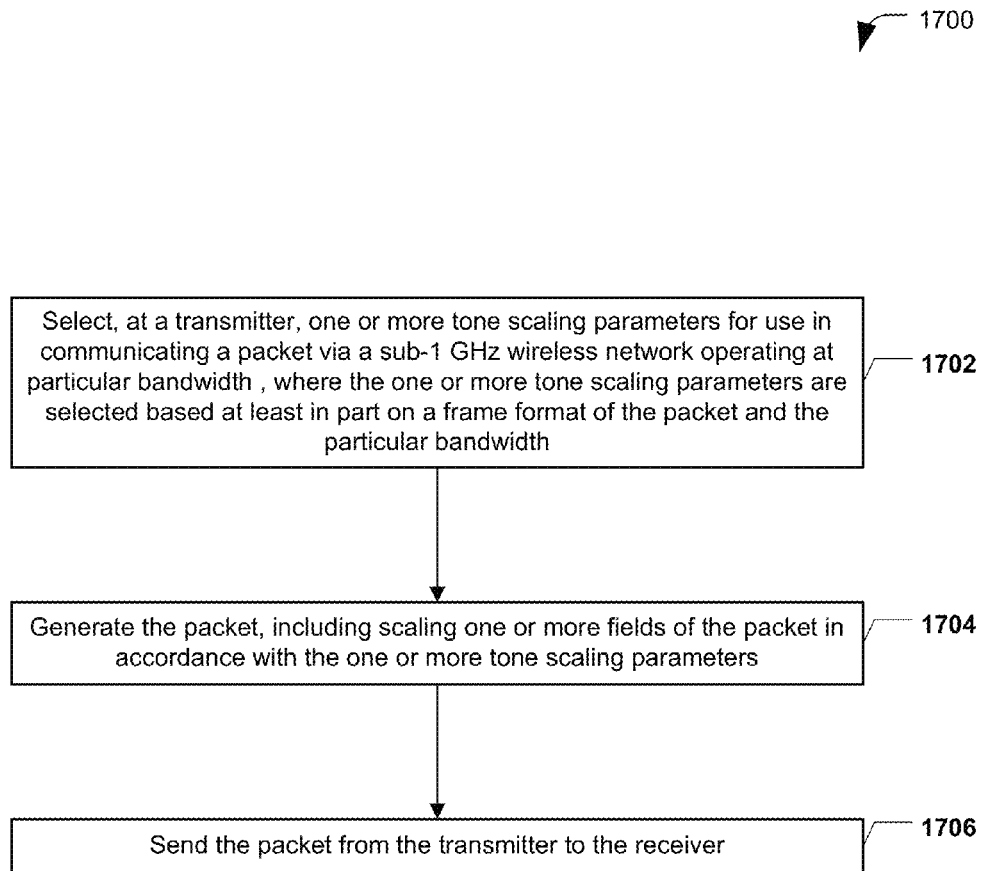 1700
Select, at a transmitter, one or more tone scaling parameters for use in
communicating a packet via a sub-1 GHz wireless network operating at
particular bandwidth , where the one or more tone scaling parameters are
selected based at least in part on a frame format of the packet and the
particular bandwidth
1702
Generate the packet, including scaling one or more fields of the packet in
accordance with the one or more tone scaling parameters
1704
Send the packet from the transmitter to the receiver
1706